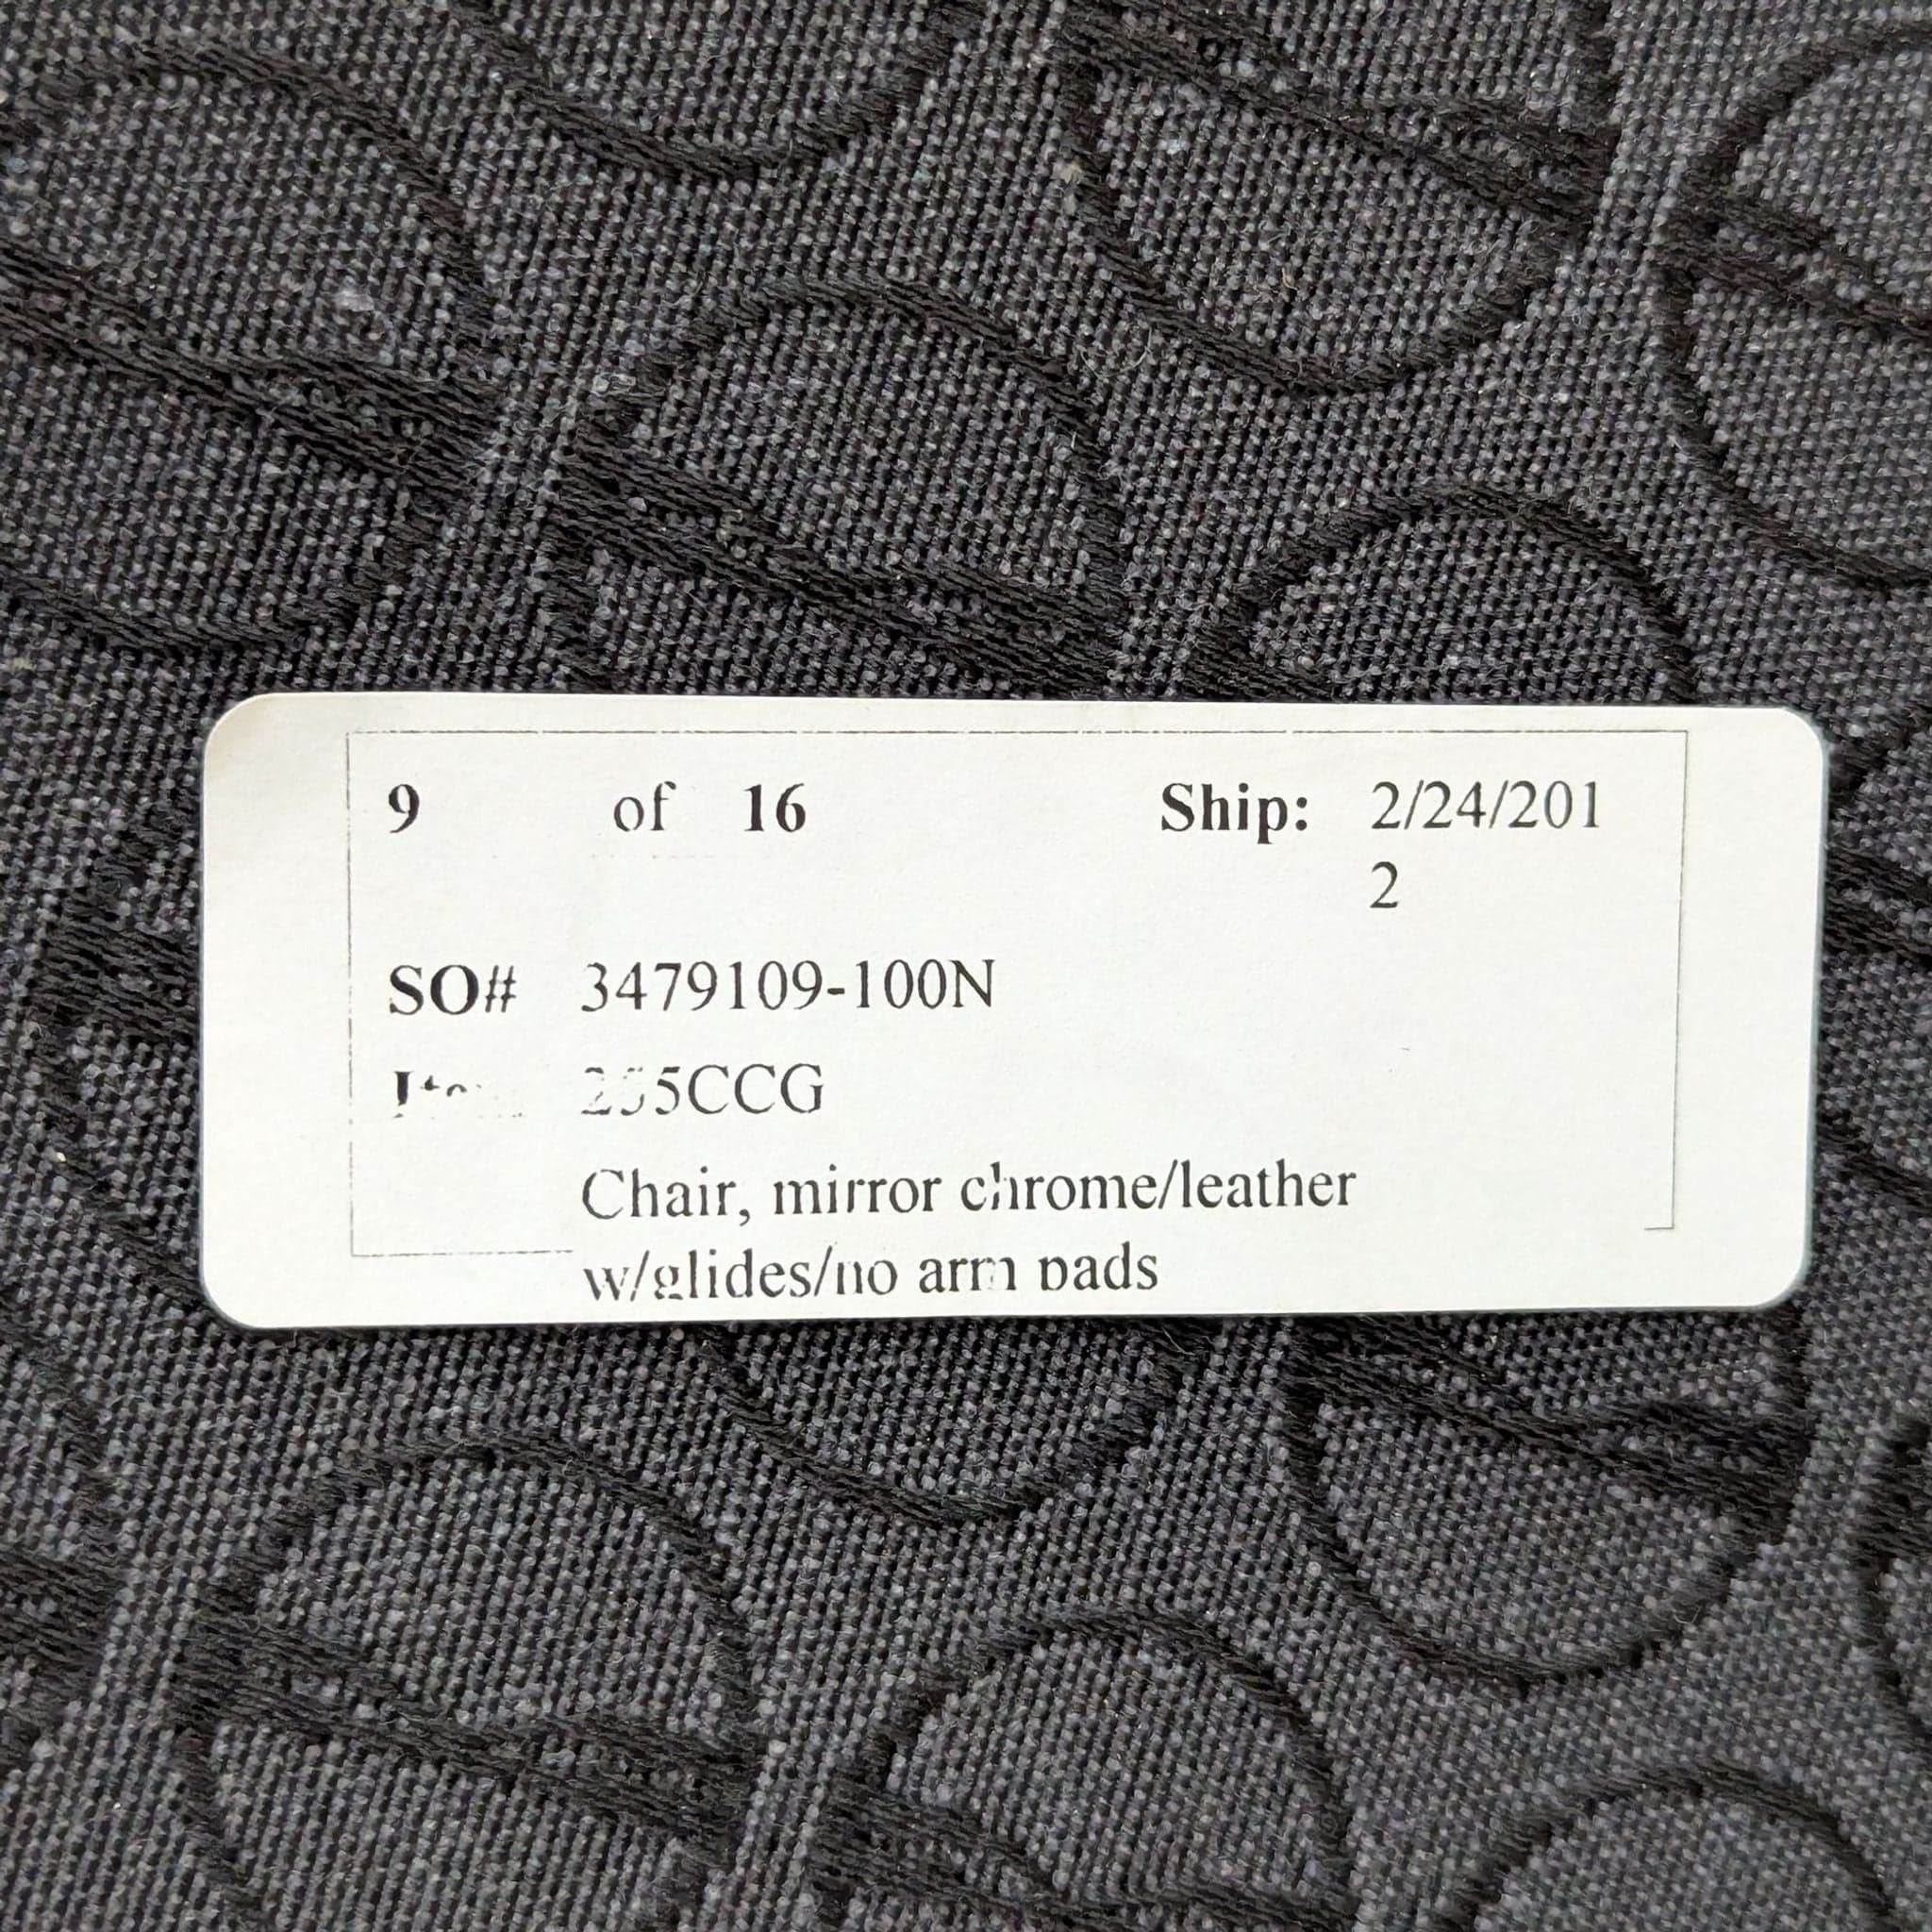 9 of 16 Ship: 2/24/201
2
SO# 3479109-100N
255CCG
Chair, mirror chrome/leather
w/glides/no arm pads